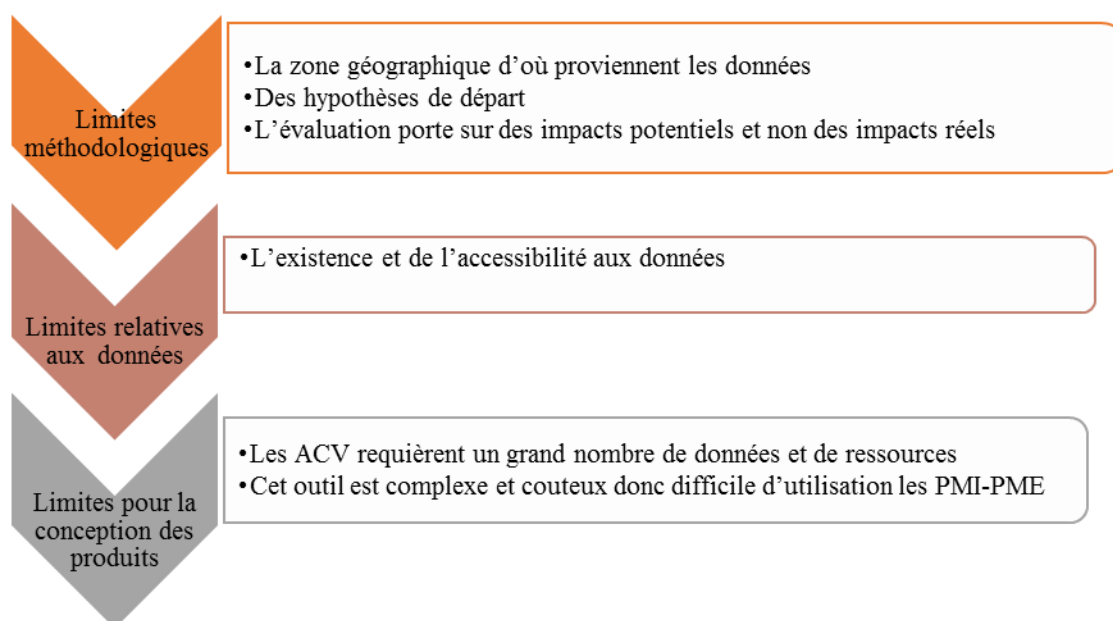 Limites
méthodologiques
•La zone géographique d’où proviennent les données
•Des hypothèses de départ
•L’évaluation porte sur des impacts potentiels et non des impacts réels
Limites relatives
aux données
•L’existence et de l’accessibilité aux données
Limites pour la
conception des
produits
•Les ACV requièrent un grand nombre de données et de ressources
•Cet outil est complexe et couteux donc difficile d’utilisation les PMI-PME